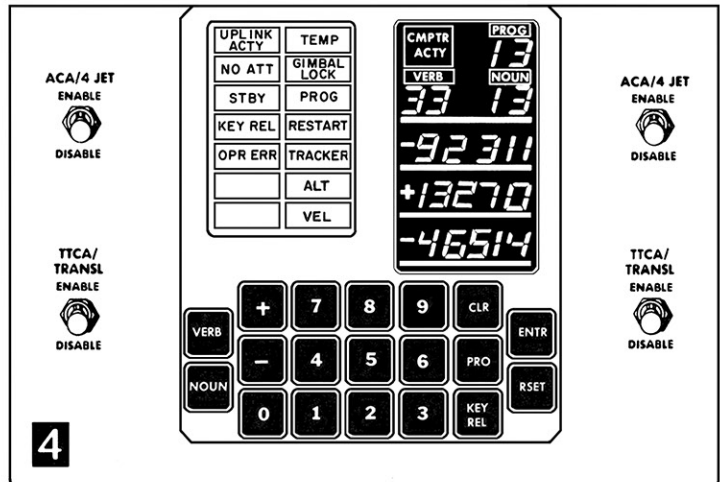 ACA/4 JET
ENABLE
DISABLE
TTCA/
TRANSL
ENABLE
DISABLE
4
UPLINK
ACTY
TEMP
NO ATT
GIMBAL
LOCK
STBY
PROG
KEY REL
RESTART
OPR ERR
TRACKER
ALT
VEL
CMPTR
ACTY
PROG
13
VERB
NOUN
33
13
-92311
+13270
-46514
VERB
NOUN
+
7
8
9
CLR
-
4
5
6
PRO
0
1
2
3
KEY
REL
ENTR
RSET
ACA/4 JET
ENABLE
DISABLE
TTCA/
TRANSL
ENABLE
DISABLE